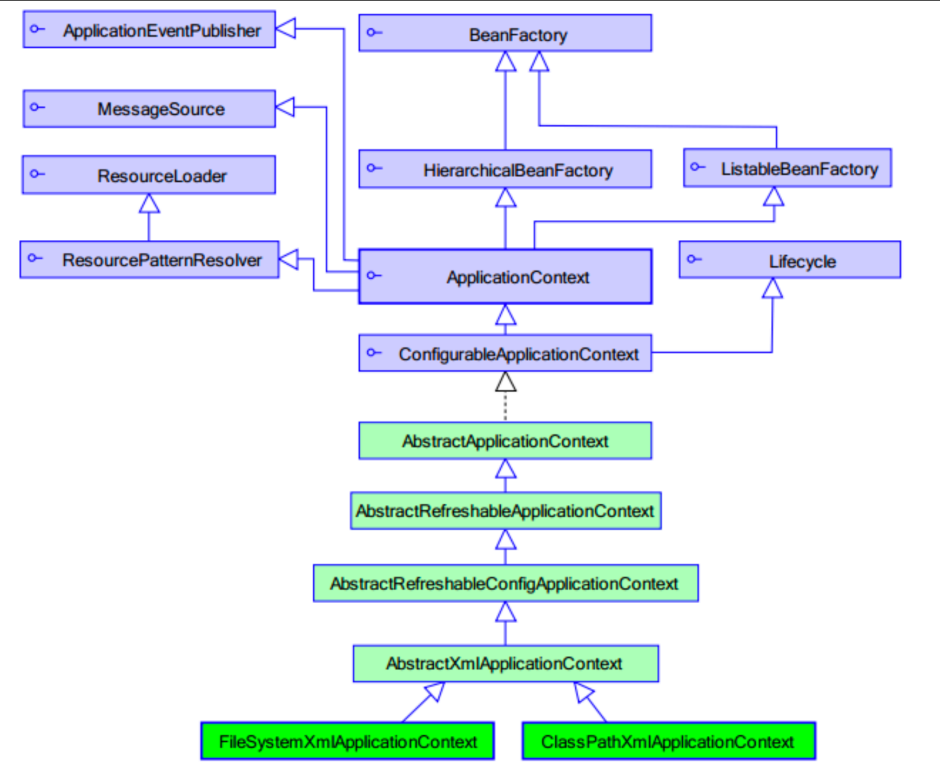 ApplicationEventPublisher
BeanFactory
MessageSource
ResourceLoader
HierarchicalBeanFactory
ListableBeanFactory
ResourcePatternResolver
ApplicationContext
Lifecycle
ConfigurableApplicationContext
AbstractApplicationContext
AbstractRefreshableApplicationContext
AbstractRefreshableConfigApplicationContext
AbstractXmlApplicationContext
FileSystemXmlApplicationContext
ClassPathXmlApplicationContext